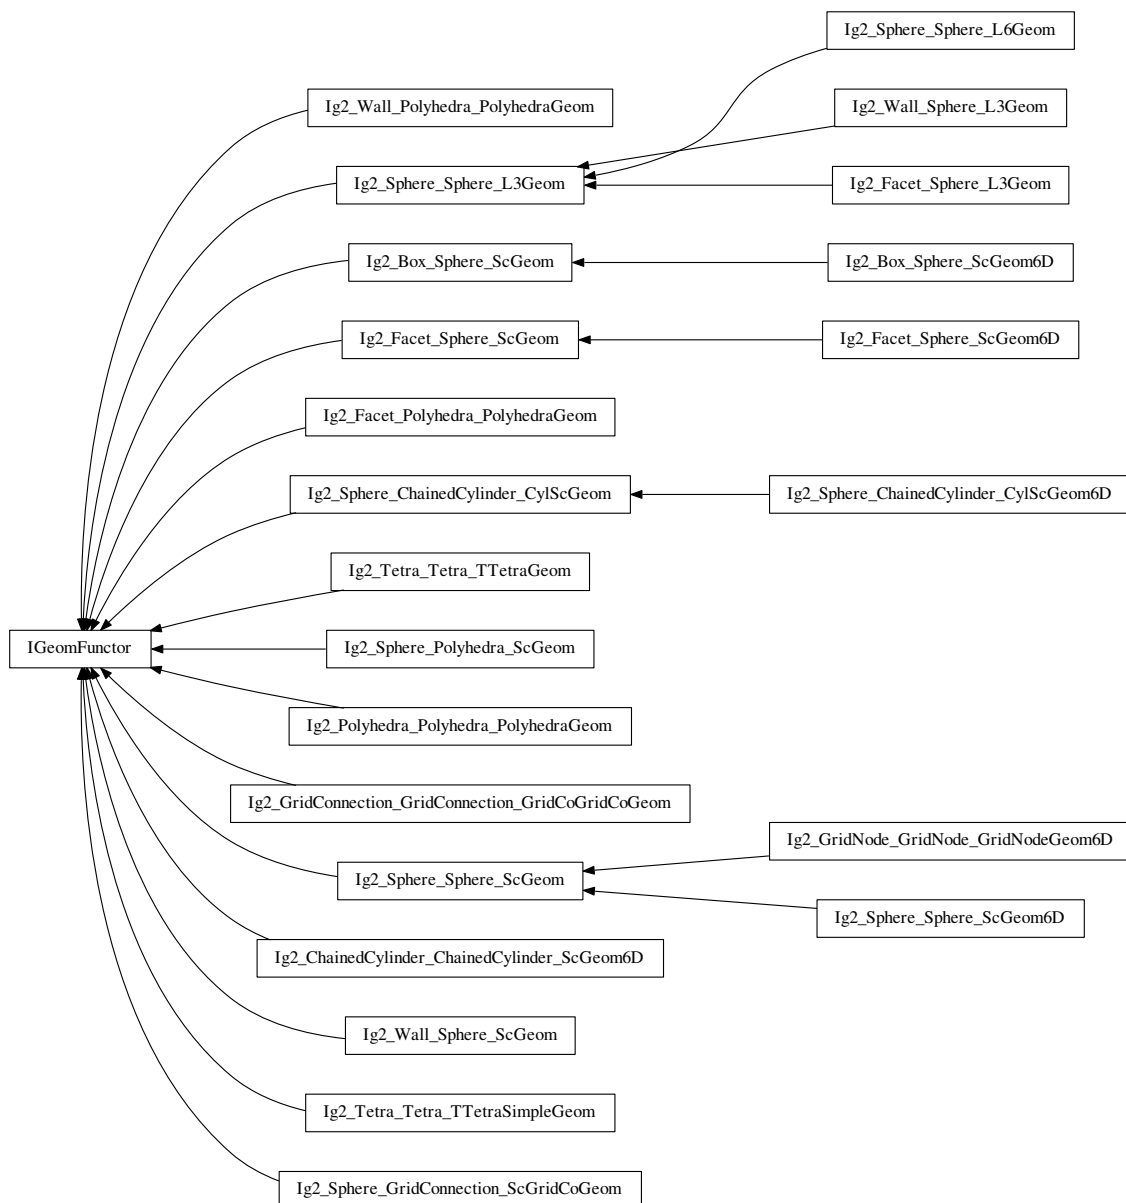 Ig2_Sphere_Sphere_L6Geom
Ig2_Wall_Polyhedra_PolyhedraGeom
Ig2_Wall_Sphere_L3Geom
Ig2_Sphere_Sphere_L3Geom
Ig2_Facet_Sphere_L3Geom
Ig2_Box_Sphere_ScGeom
Ig2_Box_Sphere_ScGeom6D
Ig2_Facet_Sphere_ScGeom
Ig2_Facet_Sphere_ScGeom6D
Ig2_Facet_Polyhedra_PolyhedraGeom
Ig2_Sphere_ChainedCylinder_CylScGeom
Ig2_Sphere_ChainedCylinder_CylScGeom6D
Ig2_Tetra_Tetra_TTetraGeom
IGeomFunctor
Ig2_Sphere_Polyhedra_ScGeom
Ig2_Polyhedra_Polyhedra_PolyhedraGeom
Ig2_GridConnection_GridConnection_GridCoGridCoGeom
Ig2_GridNode_GridNode_GridNodeGeom6D
Ig2_Sphere_Sphere_ScGeom
Ig2_Sphere_Sphere_ScGeom6D
Ig2_ChainedCylinder_ChainedCylinder_ScGeom6D
Ig2_Wall_Sphere_ScGeom
Ig2_Tetra_Tetra_TTetraSimpleGeom
Ig2_Sphere_GridConnection_ScGridCoGeom